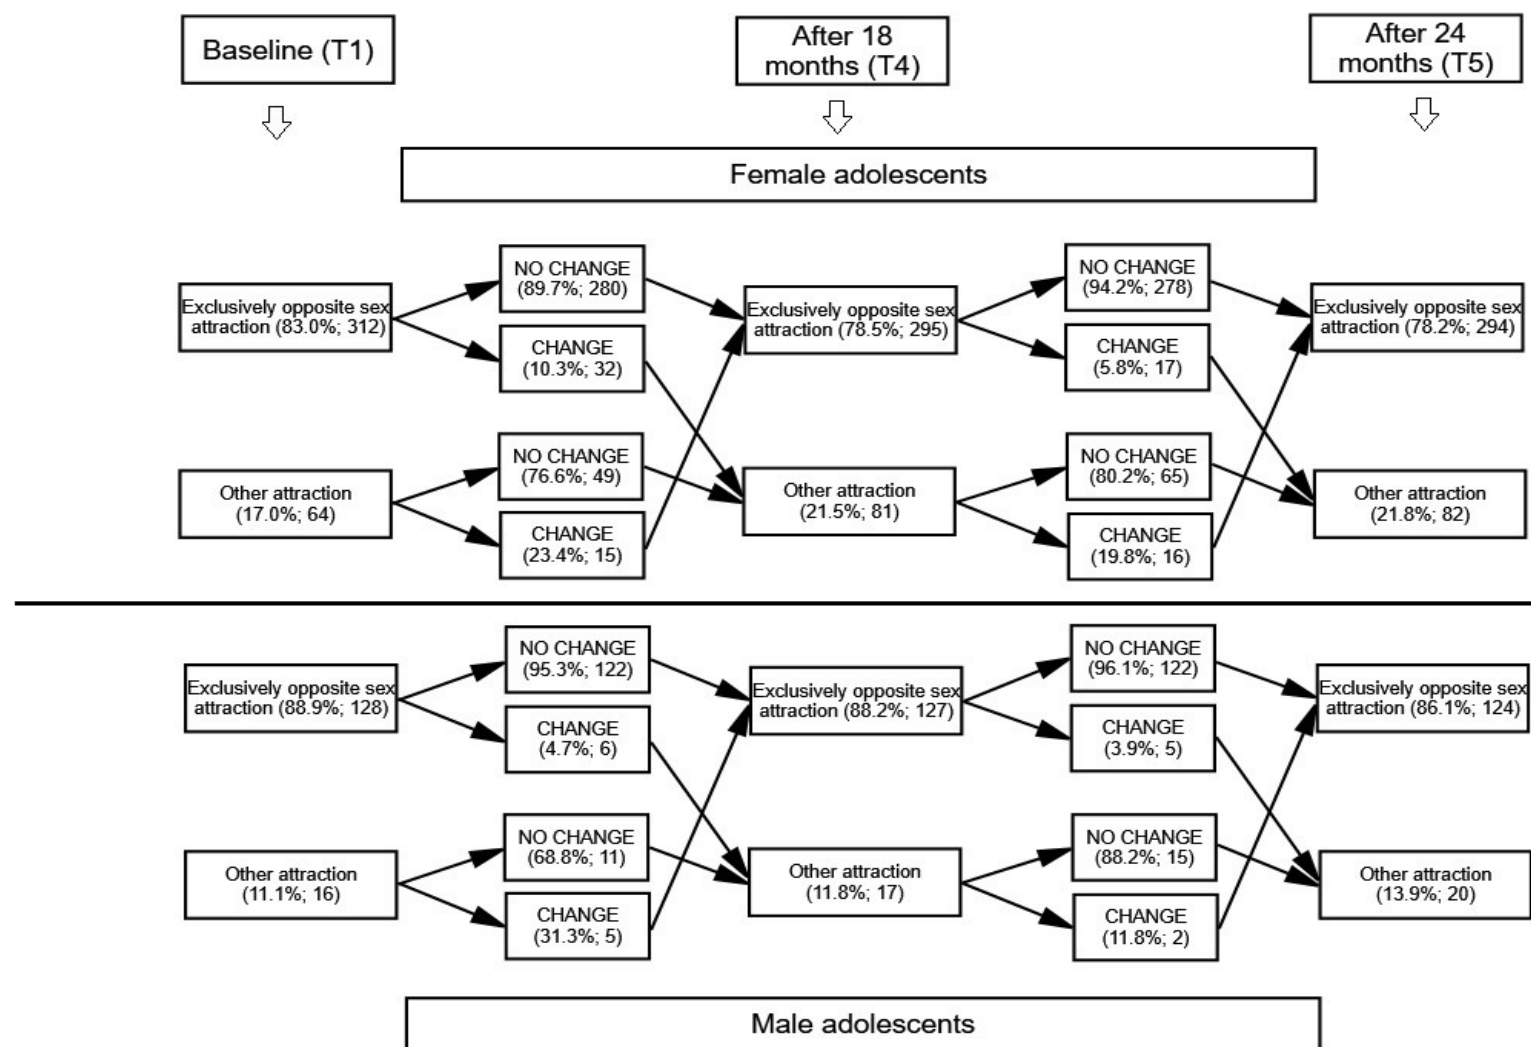 Baseline (T1)
After 18
months (T4)
After 24
months (T5)
Female adolescents
Exclusively opposite sex
attraction (83.0%; 312)
NO CHANGE
(89.7%; 280)
CHANGE
(10.3%; 32)
Exclusively opposite sex
attraction (78.5%; 295)
NO CHANGE
(94.2%; 278)
CHANGE
(5.8%; 17)
Exclusively opposite sex
attraction (78.2%; 294)
Other attraction
(17.0%; 64)
NO CHANGE
(76.6%; 49)
CHANGE
(23.4%; 15)
Other attraction
(21.5%; 81)
NO CHANGE
(80.2%; 65)
CHANGE
(19.8%; 16)
Other attraction
(21.8%; 82)
Exclusively opposite sex
attraction (88.9%; 128)
NO CHANGE
(95.3%; 122)
CHANGE
(4.7%; 6)
Exclusively opposite sex
attraction (88.2%; 127)
NO CHANGE
(96.1%; 122)
CHANGE
(3.9%; 5)
Exclusively opposite sex
attraction (86.1%; 124)
Other attraction
(11.1%; 16)
NO CHANGE
(68.8%; 11)
CHANGE
(31.3%; 5)
Other attraction
(11.8%; 17)
NO CHANGE
(88.2%; 15)
CHANGE
(11.8%; 2)
Other attraction
(13.9%; 20)
Male adolescents